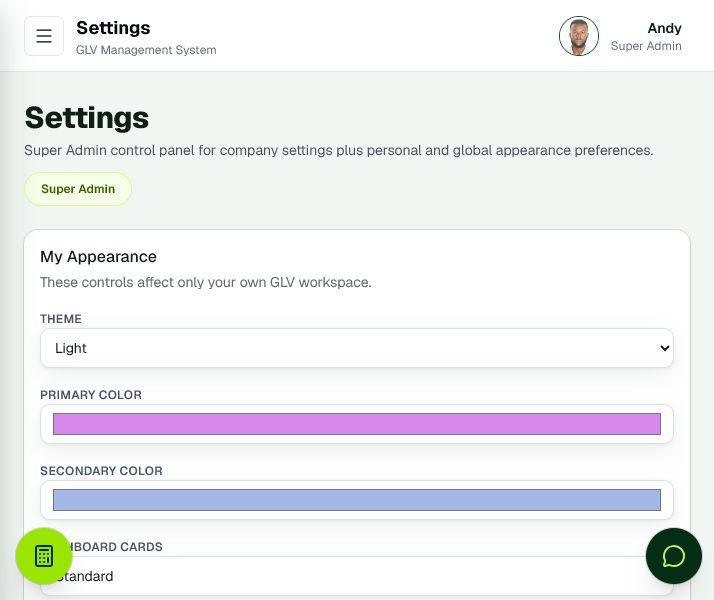 Settings
GLV Management System
Andy
Super Admin
Settings
Super Admin control panel for company settings plus personal and global appearance preferences.
Super Admin
My Appearance
These controls affect only your own GLV workspace.
THEME
Light
PRIMARY COLOR
SECONDARY COLOR
HBOARD CARDS
Standard